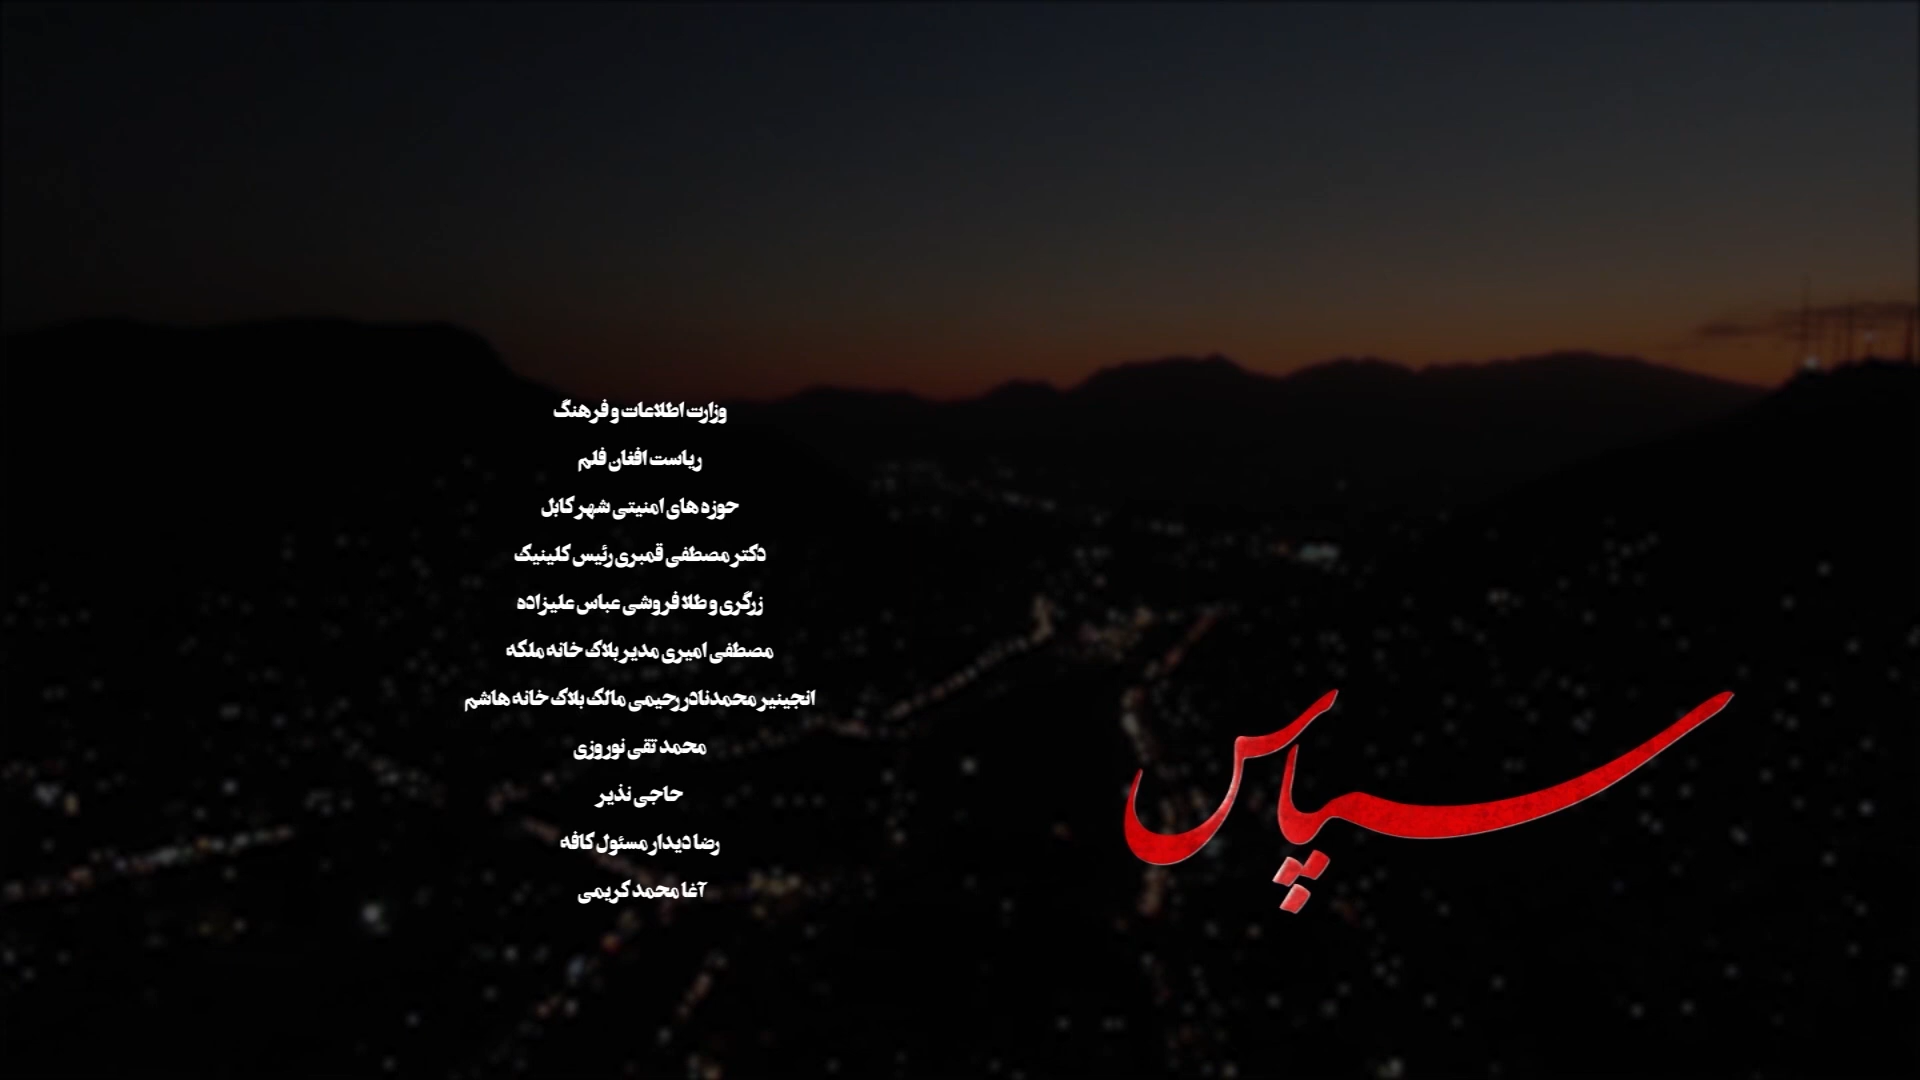 وزارت اطلاعات و فرهنگ
ریاست افغان فلم
حوزه های امنیتی شهر کابل
دکتر مصطفی قمبری رئیس کلینیک
زرگری و طلا فروشی عباس علیزاده
مصطفی امیری مدیر بلاک خانه ملکه
انجینیر محمدنادر رحیمی مالک بلاک خانه هاشم
محمد تقی نوروزی
حاجی نذیر
رضا دیدار مسئول کافه
آغا محمد کریمی
سپاس